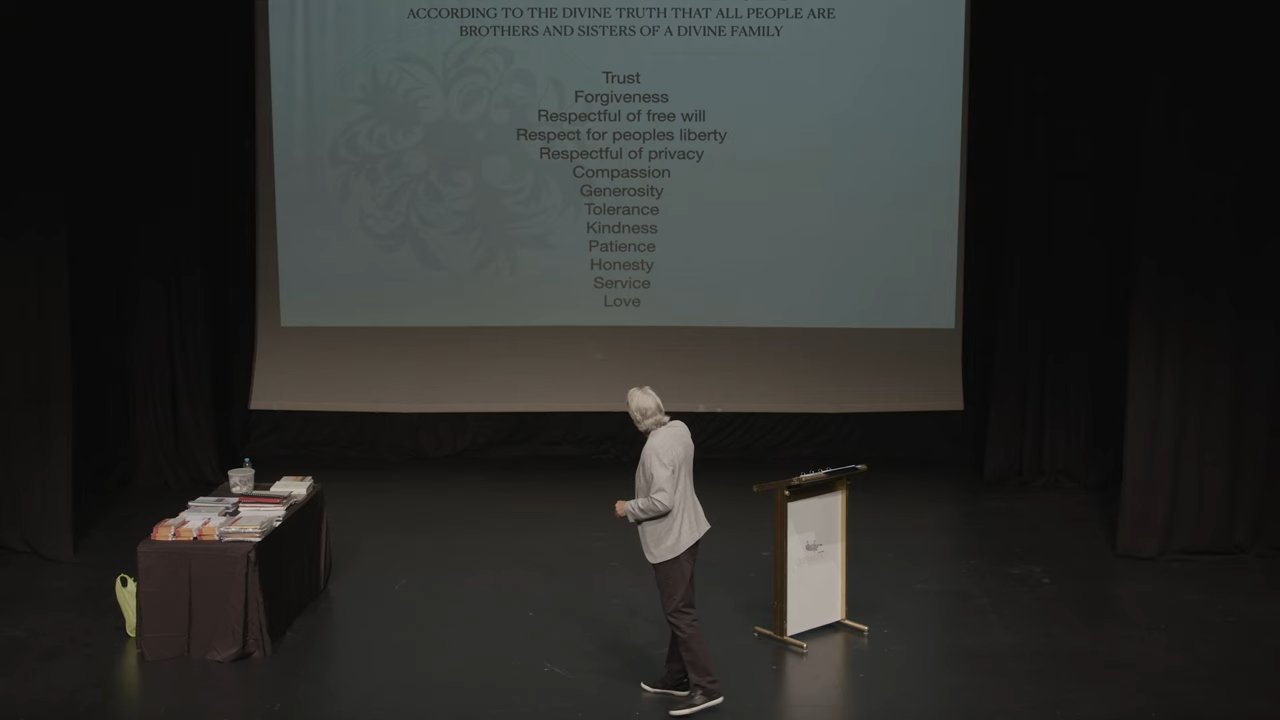 ACCORDING TO THE DIVINE TRUTH THAT ALL PEOPLE ARE
BROTHERS AND SISTERS OF A DIVINE FAMILY
Trust
Forgiveness
Respectful of free will
Respect for peoples liberty
Respectful of privacy
Compassion
Generosity
Tolerance
Kindness
Patience
Honesty
Service
Love